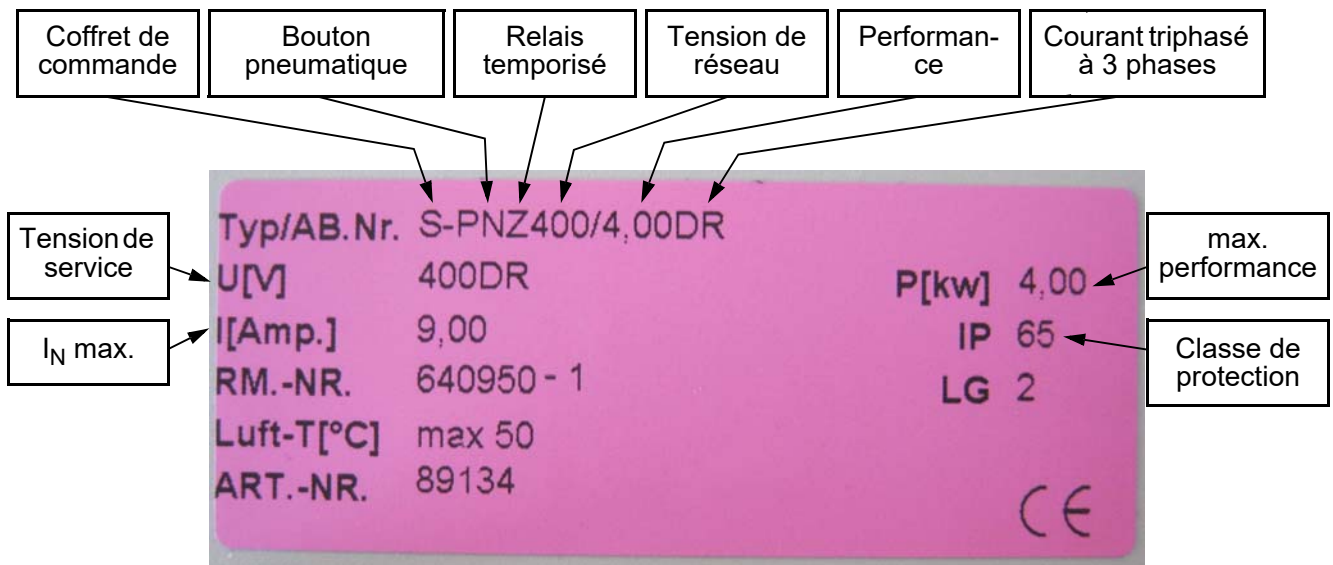 Coffret de
commande
Bouton
pneumatique
Relais
temporisé
Tension de
réseau
Performan-
ce
Courant triphasé
à 3 phases
Typ/AB.Nr. S-PNZ400/4,00DR
Tension de
service
U[V] 400DR
P[kw] 4,00
max.
performance
IN max.
I[Amp.] 9,00
IP 65
Classe de
protection
RM.-NR. 640950 - 1
LG 2
Luft-T[°C] max 50
ART.-NR. 89134
CE